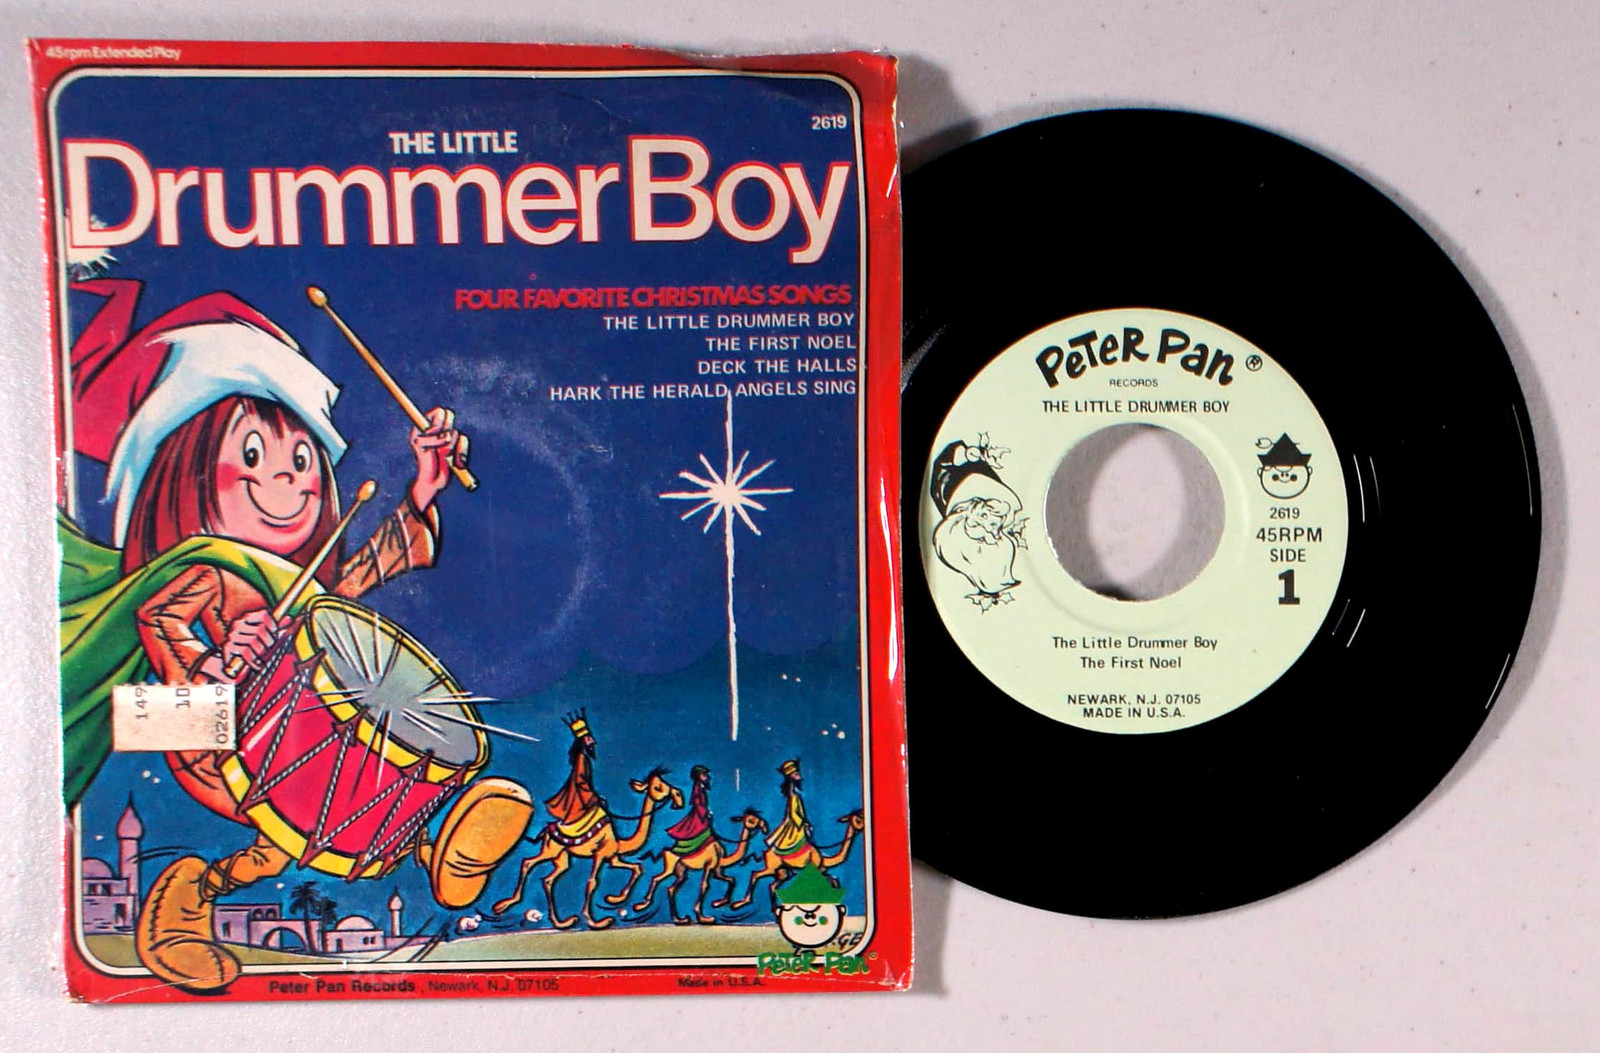 45rpm Extended Play
2619
THE LITTLE
Drummer Boy
FOUR FAVORITE CHRISTMAS SONGS
THE LITTLE DRUMMER BOY
THE FIRST NOEL
DECK THE HALLS
HARK THE HERALD ANGELS SING
149
10
02619
Peter Pan®
Peter Pan Records, Newark, N.J. 07105
Made in U.S.A.
PETER Pan ®
RECORDS
THE LITTLE DRUMMER BOY
2619
45RPM
SIDE
1
The Little Drummer Boy
The First Noel
NEWARK, N.J. 07105
MADE IN U.S.A.